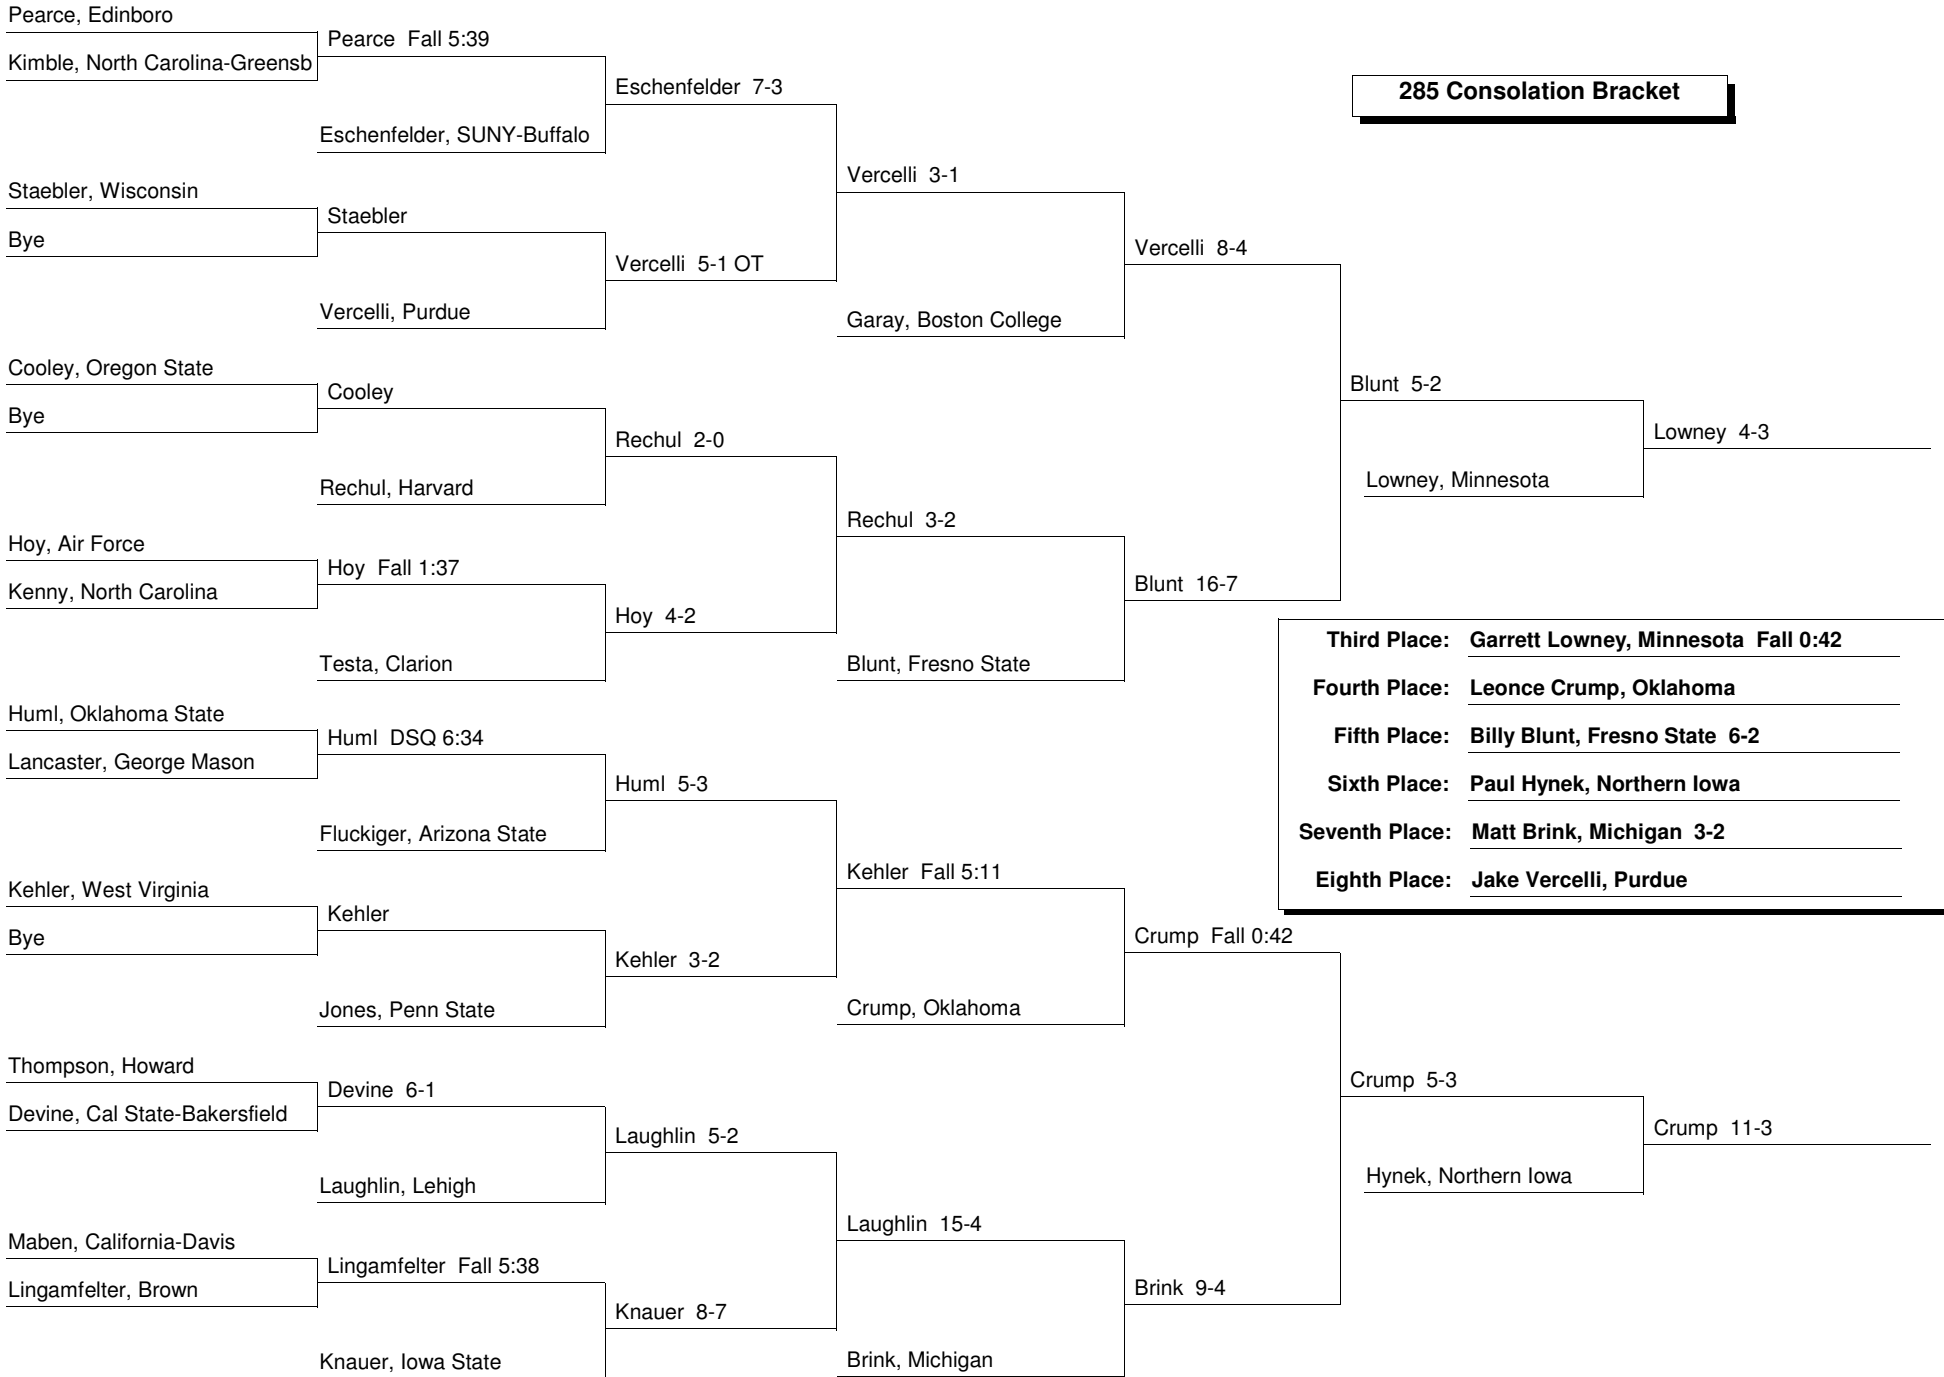 285 Consolation Bracket
Pearce, Edinboro
Kimble, North Carolina-Greensb
Staebler, Wisconsin
Bye
Cooley, Oregon State
Bye
Hoy, Air Force
Kenny, North Carolina
Huml, Oklahoma State
Lancaster, George Mason
Kehler, West Virginia
Bye
Thompson, Howard
Devine, Cal State-Bakersfield
Maben, California-Davis
Lingamfelter, Brown
Pearce Fall 5:39
Eschenfelder, SUNY-Buffalo
Staebler
Vercelli, Purdue
Cooley
Rechul, Harvard
Hoy Fall 1:37
Testa, Clarion
Huml DSQ 6:34
Fluckiger, Arizona State
Kehler
Jones, Penn State
Devine 6-1
Laughlin, Lehigh
Lingamfelter Fall 5:38
Knauer, Iowa State
Eschenfelder 7-3
Vercelli 5-1 OT
Rechul 2-0
Hoy 4-2
Huml 5-3
Kehler 3-2
Laughlin 5-2
Knauer 8-7
Vercelli 3-1
Garay, Boston College
Rechul 3-2
Blunt, Fresno State
Kehler Fall 5:11
Crump, Oklahoma
Laughlin 15-4
Brink, Michigan
Vercelli 8-4
Blunt 16-7
Crump Fall 0:42
Brink 9-4
Blunt 5-2
Lowney, Minnesota
Crump 5-3
Hynek, Northern Iowa
Lowney 4-3
Crump 11-3
Third Place: Garrett Lowney, Minnesota Fall 0:42
Fourth Place: Leonce Crump, Oklahoma
Fifth Place: Billy Blunt, Fresno State 6-2
Sixth Place: Paul Hynek, Northern Iowa
Seventh Place: Matt Brink, Michigan 3-2
Eighth Place: Jake Vercelli, Purdue